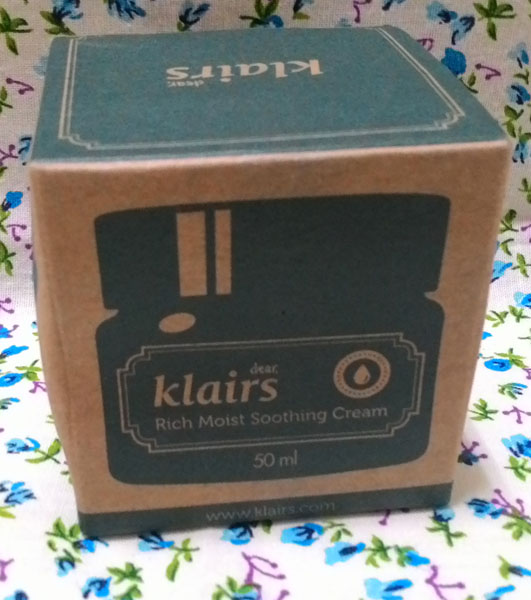 dear,
klairs
dear,
klairs
Rich Moist Soothing Cream
50 ml
www.klairs.com